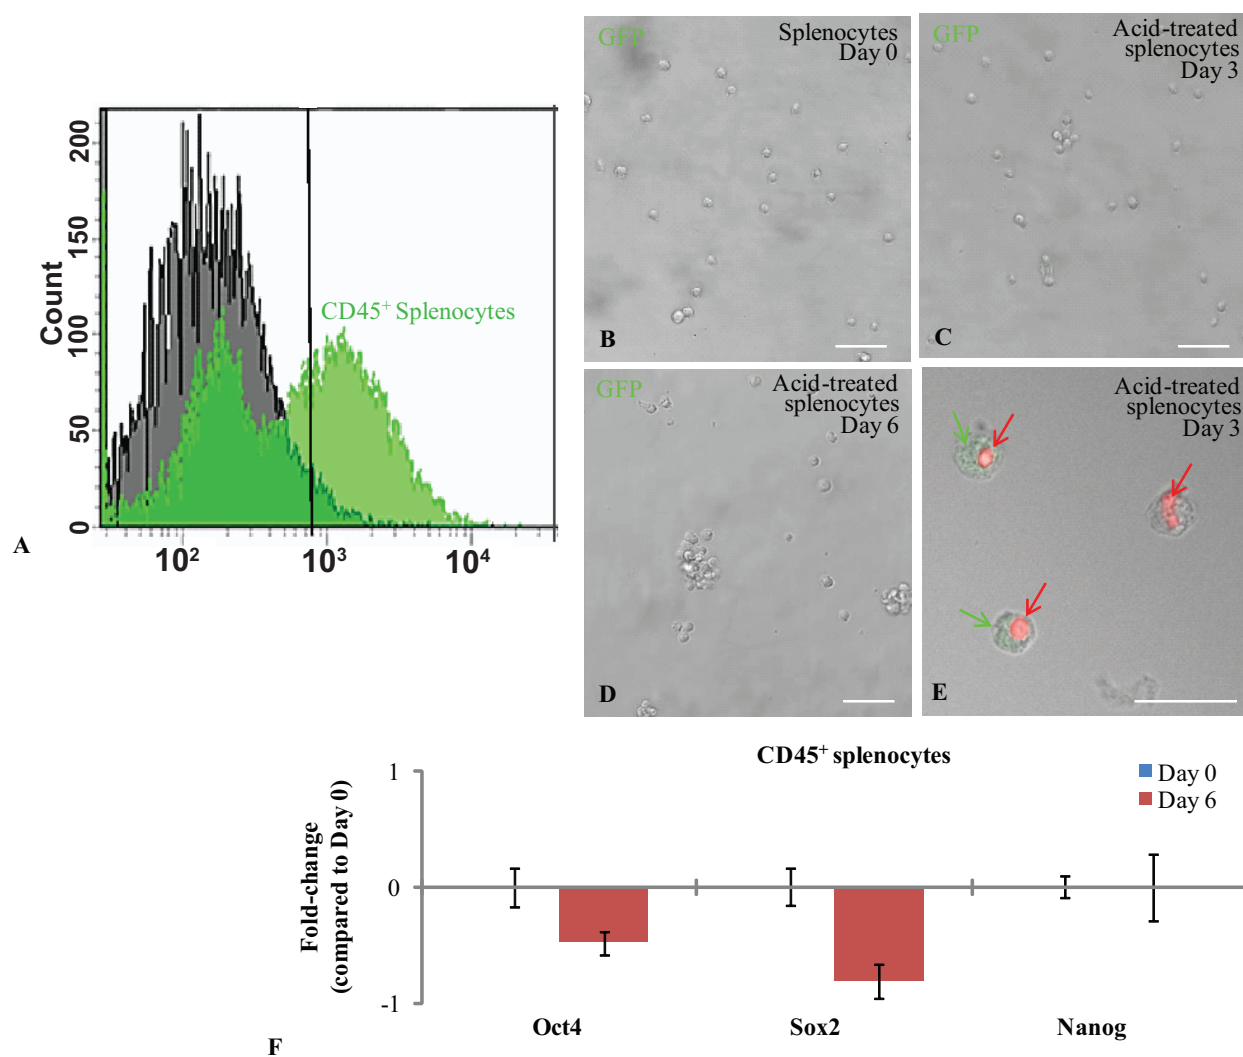 200
150
100
50
0
Count
CD45+ Splenocytes
10²
10³
10⁴
A
GFP
Splenocytes
Day 0
B
GFP
Acid-treated
splenocytes
Day 3
C
GFP
Acid-treated
splenocytes
Day 6
D
Acid-treated
splenocytes
Day 3
E
CD45+ splenocytes
Day 0
Day 6
Fold-change
(compared to Day 0)
1
0
-1
Oct4
Sox2
Nanog
F